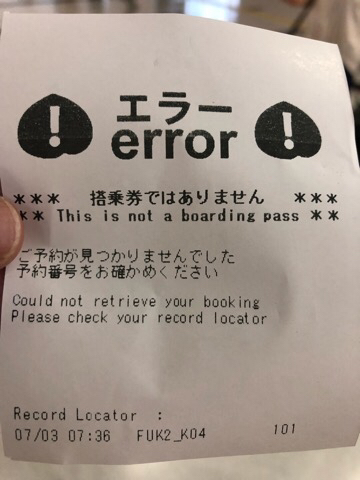 エラー
! error !
*** 搭乗券ではありません ***
** This is not a boarding pass **
ご予約が見つかりませんでした
予約番号をお確かめください
Could not retrieve your booking
Please check your record locator
Record Locator :
07/03 07:36 FUK2_K04 101